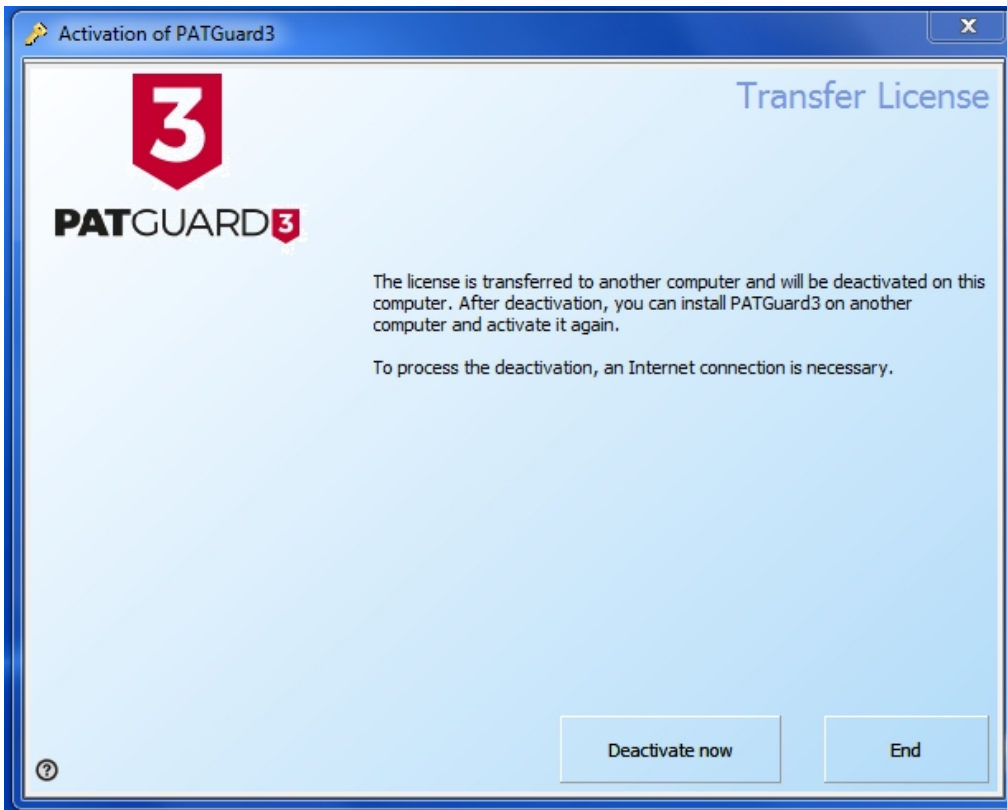 Activation of PATGuard3
x
3
Transfer License
PATGUARD3
The license is transferred to another computer and will be deactivated on this
computer. After deactivation, you can install PATGuard3 on another
computer and activate it again.
To process the deactivation, an Internet connection is necessary.
Deactivate now
End
?